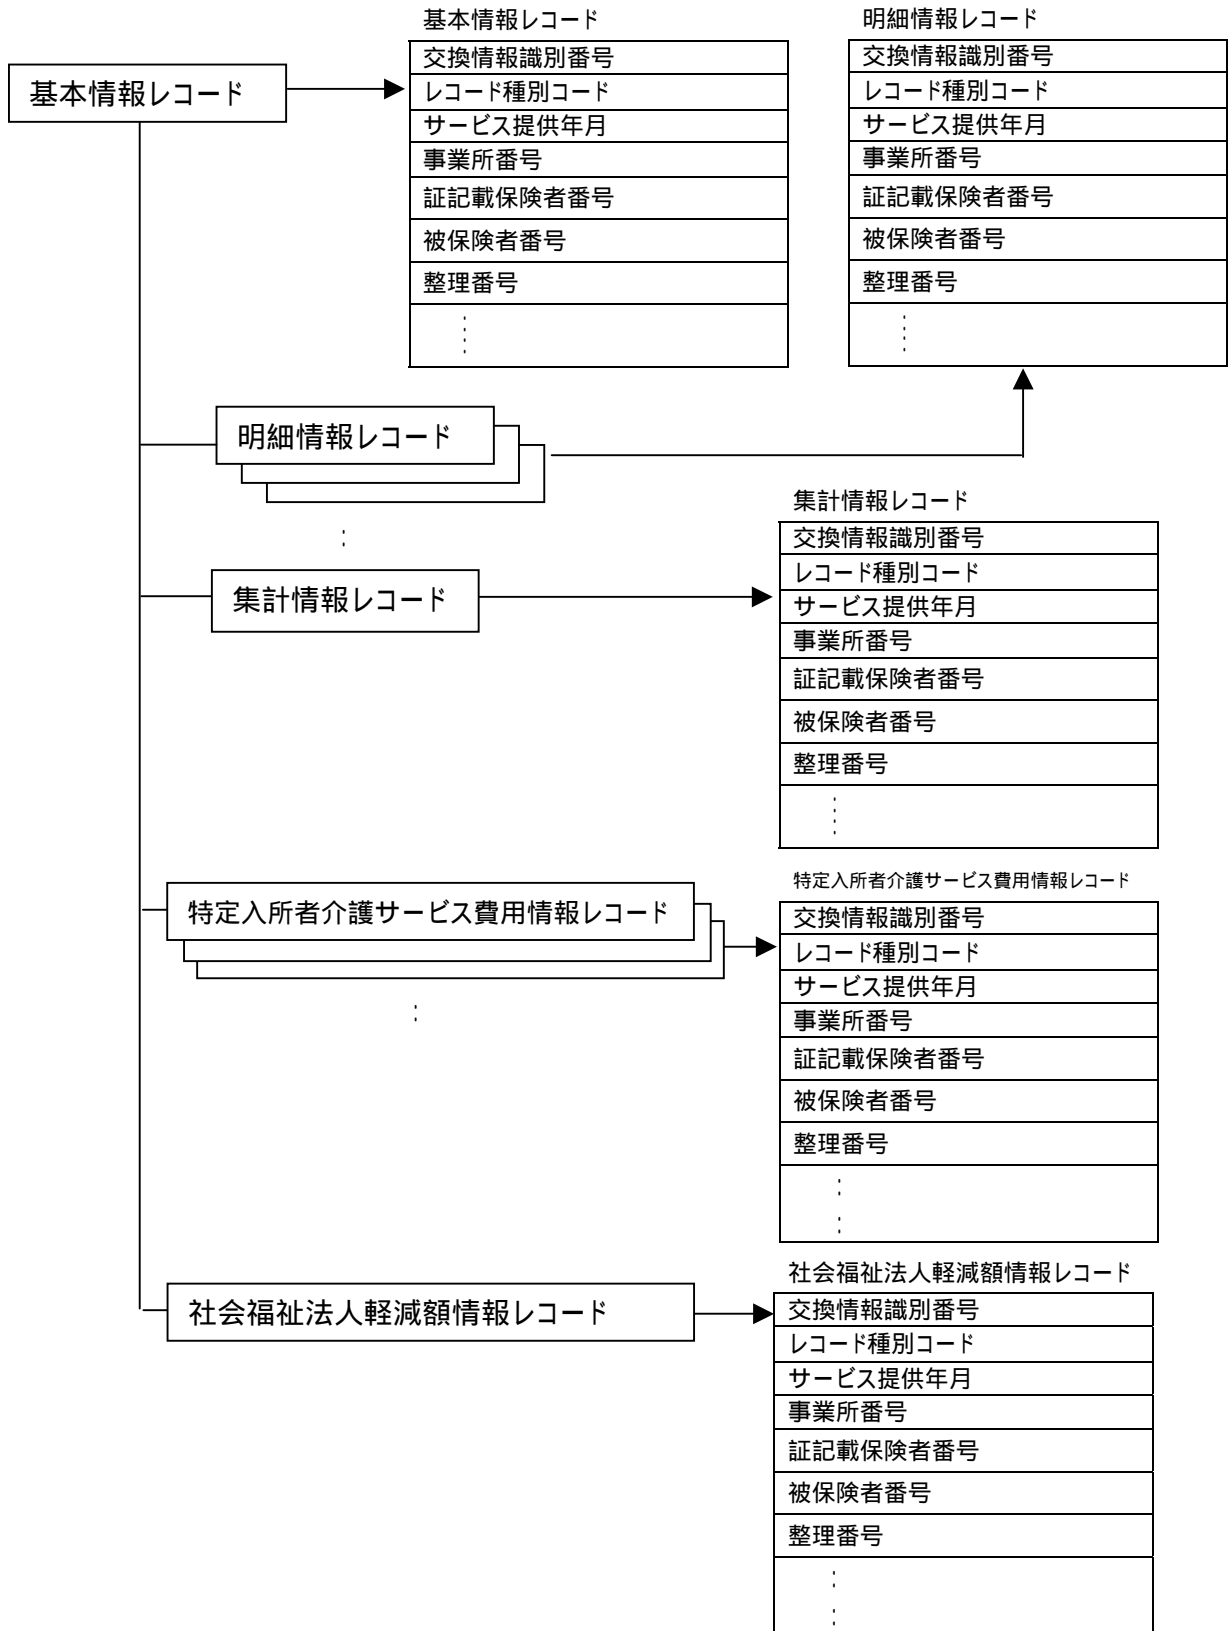 基本情報レコード
基本情報レコード
交換情報識別番号
レコード種別コード
サービス提供年月
事業所番号
証記載保険者番号
被保険者番号
整理番号
明細情報レコード
交換情報識別番号
レコード種別コード
サービス提供年月
事業所番号
証記載保険者番号
被保険者番号
整理番号
明細情報レコード
集計情報レコード
集計情報レコード
交換情報識別番号
レコード種別コード
サービス提供年月
事業所番号
証記載保険者番号
被保険者番号
整理番号
特定入所者介護サービス費用情報レコード
特定入所者介護サービス費用情報レコード
交換情報識別番号
レコード種別コード
サービス提供年月
事業所番号
証記載保険者番号
被保険者番号
整理番号
社会福祉法人軽減額情報レコード
社会福祉法人軽減額情報レコード
交換情報識別番号
レコード種別コード
サービス提供年月
事業所番号
証記載保険者番号
被保険者番号
整理番号